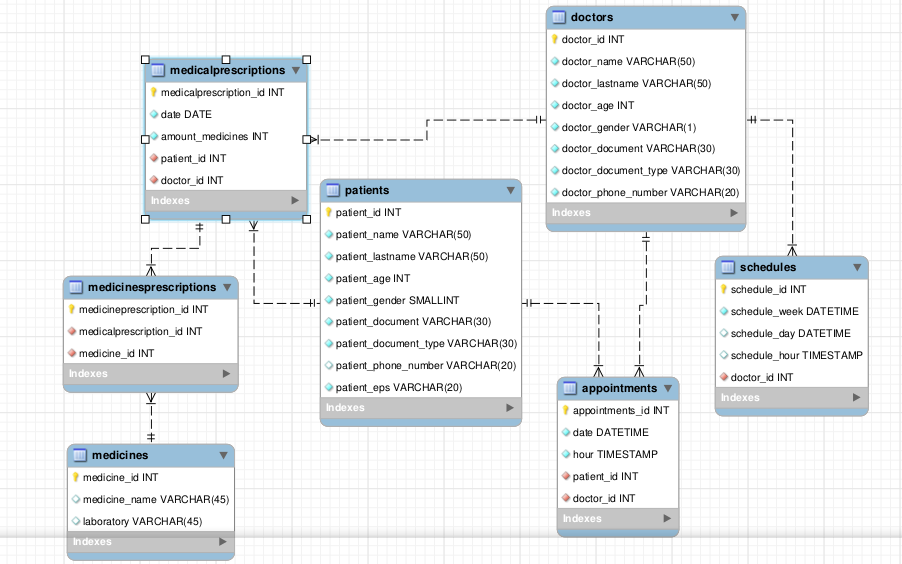 doctors
doctor_id INT
doctor_name VARCHAR(50)
doctor_lastname VARCHAR(50)
doctor_age INT
doctor_gender VARCHAR(1)
doctor_document VARCHAR(30)
doctor_document_type VARCHAR(30)
doctor_phone_number VARCHAR(20)
Indexes
medicalprescriptions
medicalprescription_id INT
date DATE
amount_medicines INT
patient_id INT
doctor_id INT
Indexes
patients
patient_id INT
patient_name VARCHAR(50)
patient_lastname VARCHAR(50)
patient_age INT
patient_gender SMALLINT
patient_document VARCHAR(30)
patient_document_type VARCHAR(30)
patient_phone_number VARCHAR(20)
patient_eps VARCHAR(20)
Indexes
schedules
schedule_id INT
schedule_week DATETIME
schedule_day DATETIME
schedule_hour TIMESTAMP
doctor_id INT
Indexes
medicinesprescriptions
medicineprescription_id INT
medicalprescription_id INT
medicine_id INT
Indexes
appointments
appointments_id INT
date DATETIME
hour TIMESTAMP
patient_id INT
doctor_id INT
Indexes
medicines
medicine_id INT
medicine_name VARCHAR(45)
laboratory VARCHAR(45)
Indexes